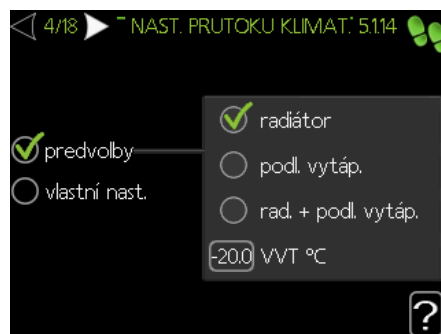 4/18 NAST. PRUTOKU KLIMAT. 5.1.14
predvolby
vlastní nast.
radiátor
podl. vytáp.
rad. + podl. vytáp.
-20.0 VVT °C
?